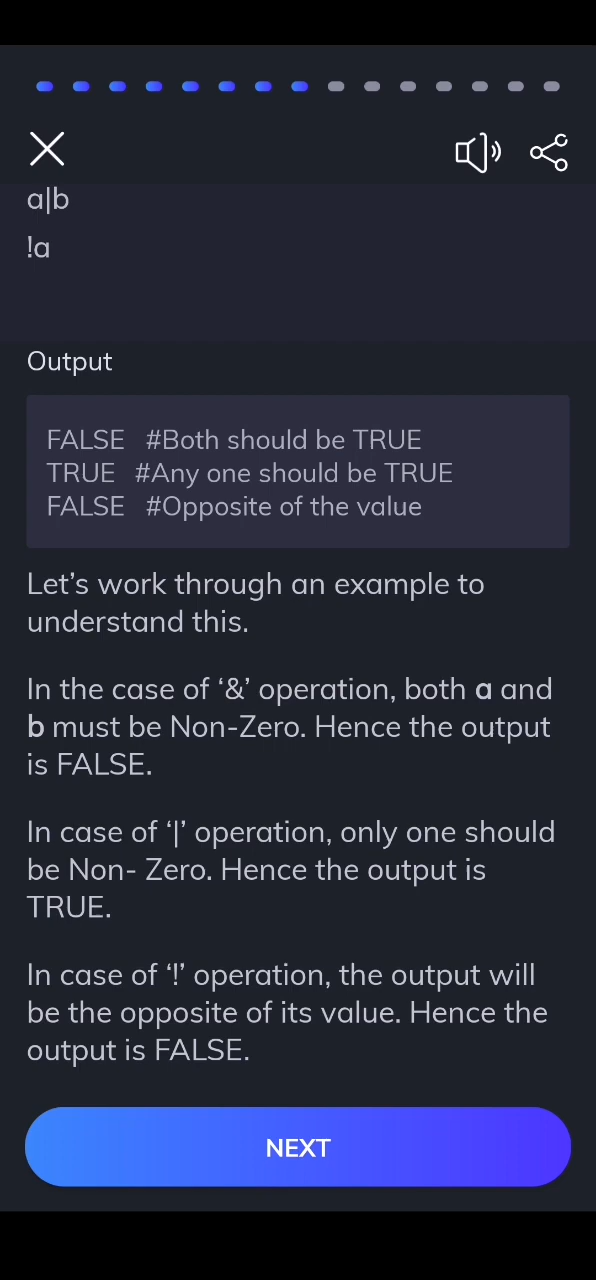 a|b
!a
Output
FALSE   #Both should be TRUE
TRUE   #Any one should be TRUE
FALSE   #Opposite of the value
Let’s work through an example to
understand this.
In the case of ‘&’ operation, both a and
b must be Non-Zero. Hence the output
is FALSE.
In case of ‘|’ operation, only one should
be Non- Zero. Hence the output is
TRUE.
In case of ‘!’ operation, the output will
be the opposite of its value. Hence the
output is FALSE.
NEXT